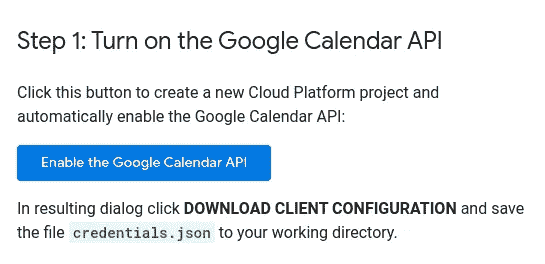 Step 1: Turn on the Google Calendar API
Click this button to create a new Cloud Platform project and
automatically enable the Google Calendar API:
Enable the Google Calendar API
In resulting dialog click DOWNLOAD CLIENT CONFIGURATION and save
the file credentials.json to your working directory.